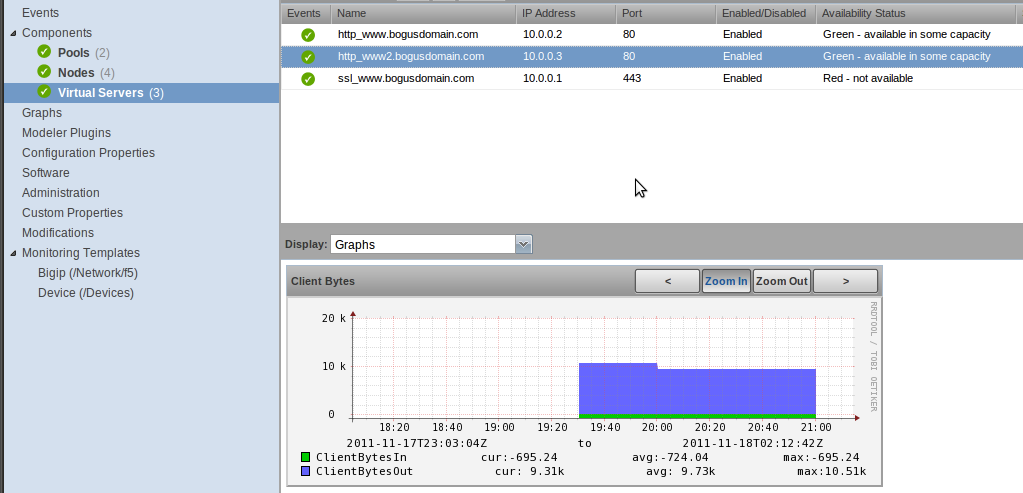 Events
Components
Pools (2)
Nodes (4)
Virtual Servers (3)
Graphs
Modeler Plugins
Configuration Properties
Software
Administration
Custom Properties
Modifications
Monitoring Templates
Bigip (/Network/f5)
Device (/Devices)
Events Name IP Address Port Enabled/Disabled Availability Status
http_www.bogusdomain.com 10.0.0.2 80 Enabled Green - available in some capacity
http_www2.bogusdomain.com 10.0.0.3 80 Enabled Green - available in some capacity
ssl_www.bogusdomain.com 10.0.0.1 443 Enabled Red - not available
Display: Graphs
Client Bytes < Zoom In Zoom Out >
20 k
10 k
0
18:20 18:40 19:00 19:20 19:40 20:00 20:20 20:40 21:00
2011-11-17T23:03:04Z to 2011-11-18T02:12:42Z
ClientBytesIn cur:-695.24 avg:-724.04 max:-695.24
ClientBytesOut cur: 9.31k avg: 9.73k max:10.51k
RRDTOOL / TOBI OETIKER